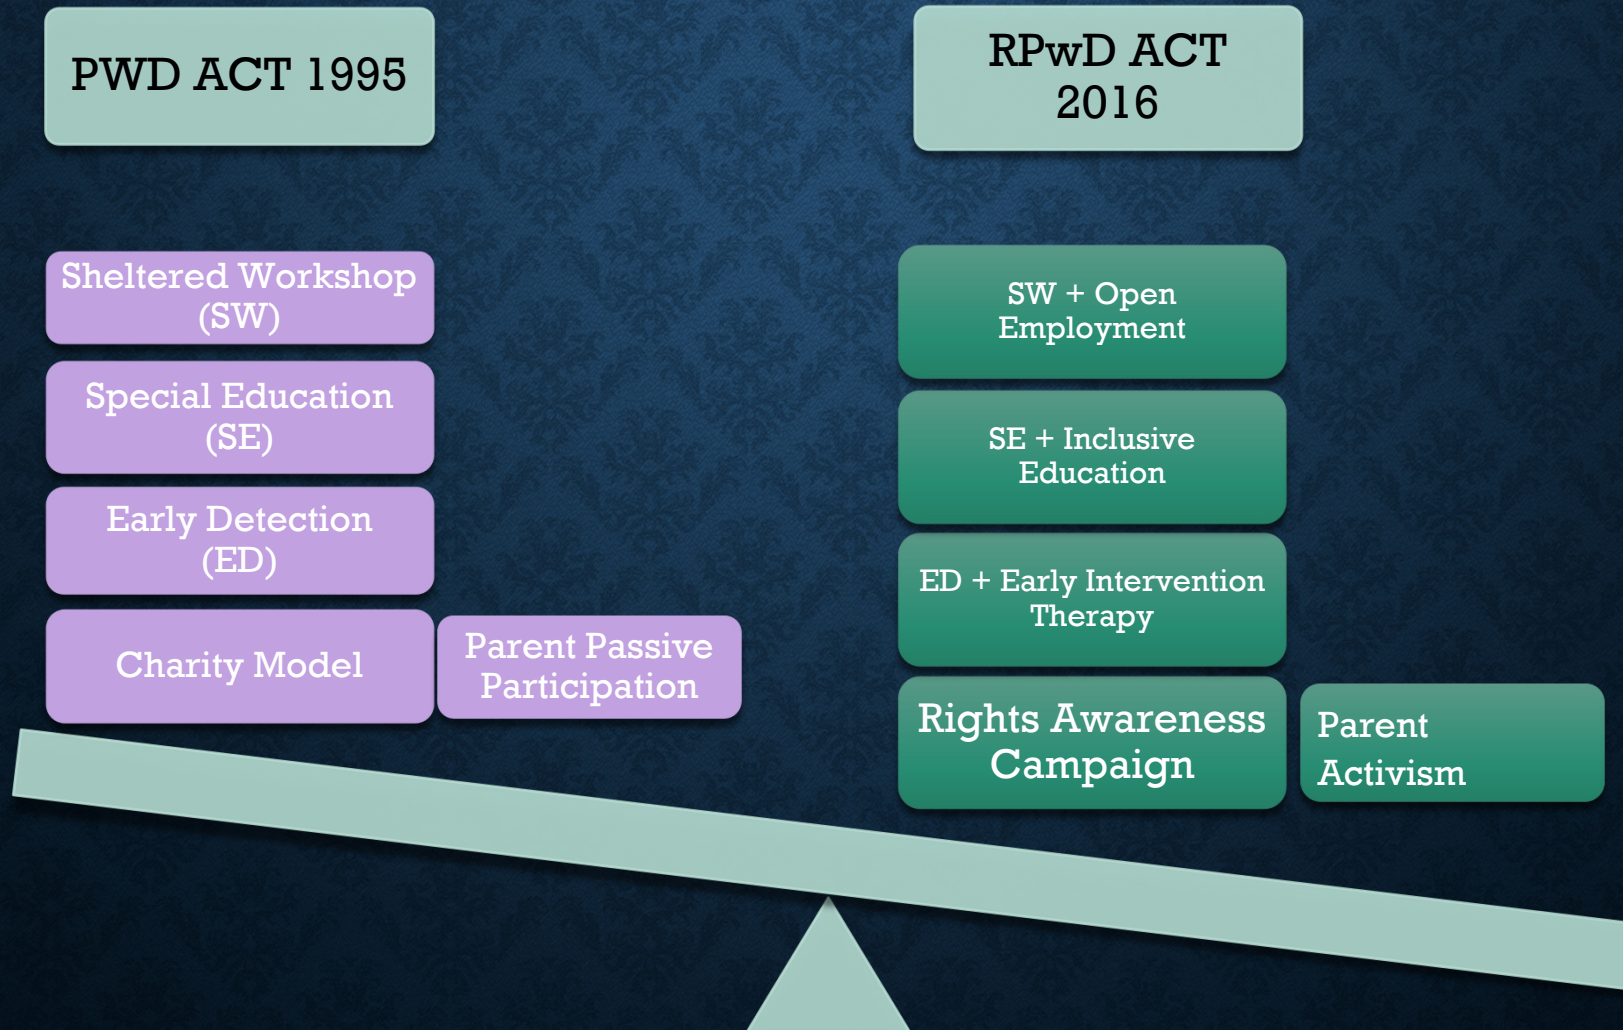 PWD ACT 1995
RPwD ACT
2016
Sheltered Workshop
(SW)
Special Education
(SE)
Early Detection
(ED)
Charity Model
Parent Passive
Participation
SW + Open
Employment
SE + Inclusive
Education
ED + Early Intervention
Therapy
Rights Awareness
Campaign
Parent
Activism